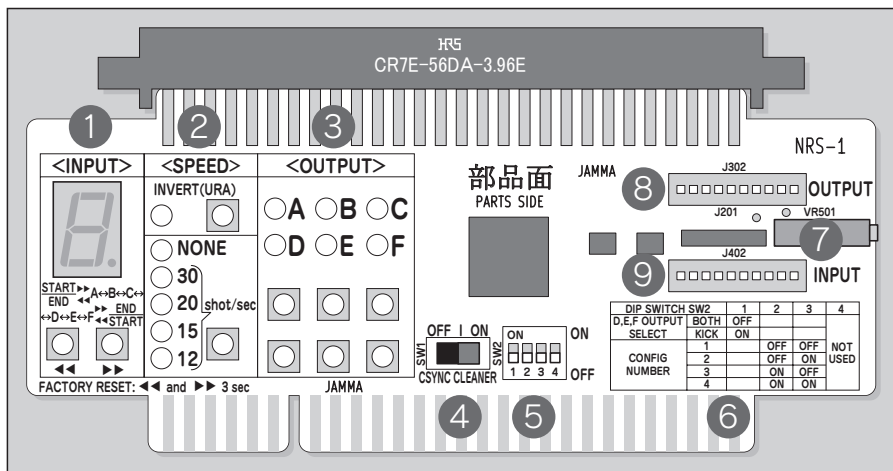 HRS
CR7E-56DA-3.96E
1
2
3
NRS-1
<INPUT>
<SPEED>
<OUTPUT>
INVERT(URA)
8.
START ▶▶ A↔B↔C↔
END ◀◀
↔D↔E↔F ▶▶ END
◀◀ START
◀◀ ▶▶
NONE
30
20
15
12
shot/sec
A B C
D E F
FACTORY RESET: ◀◀ and ▶▶ 3 sec
JAMMA
部品面
PARTS SIDE
JAMMA
8
J302
OUTPUT
J201
VR501
7
9
J402
INPUT
SW1
OFF | ON
CSYNC CLEANER
SW2
ON
1 2 3 4
ON
OFF
4
5
DIP SWITCH SW2 1 2 3 4
D,E,F OUTPUT SELECT BOTH OFF
KICK ON
CONFIG NUMBER 1 OFF OFF
2 OFF ON
3 ON OFF
4 ON ON
NOT USED
6